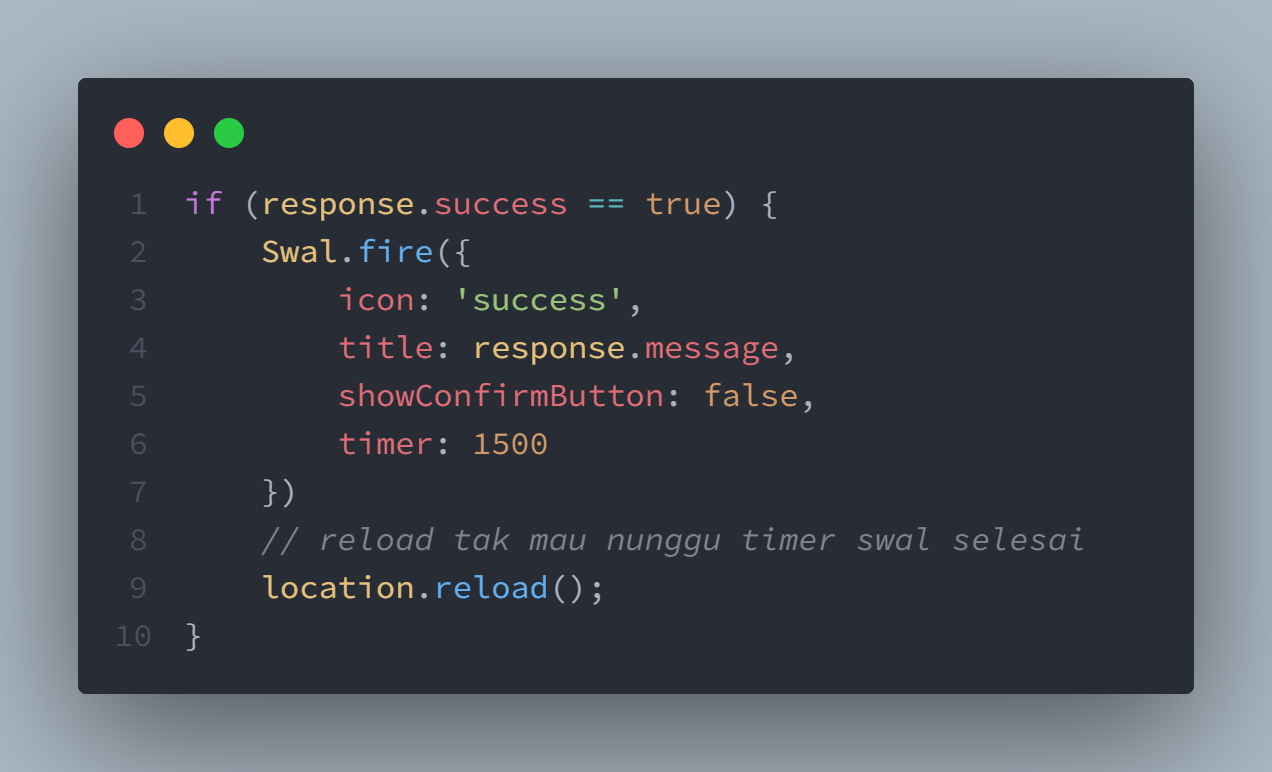 1 if (response.success == true) {
2     Swal.fire({
3         icon: 'success',
4         title: response.message,
5         showConfirmButton: false,
6         timer: 1500
7     })
8     // reload tak mau nunggu timer swal selesai
9     location.reload();
10 }